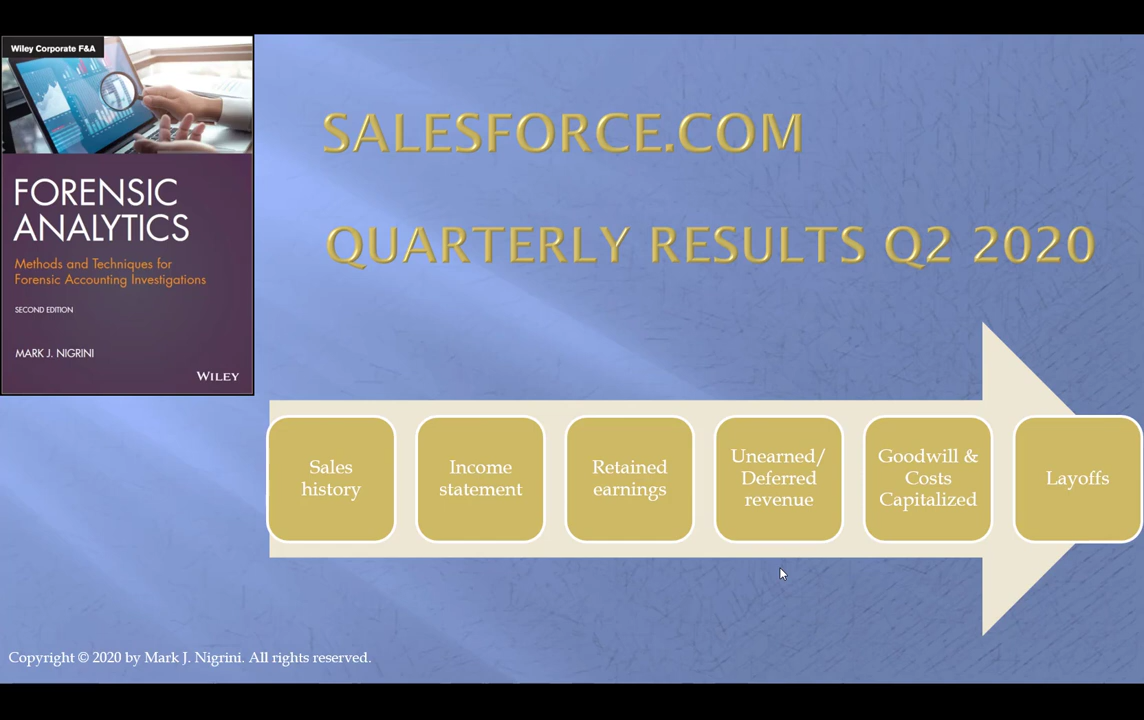 Wiley Corporate F&A
FORENSIC
ANALYTICS
Methods and Techniques for
Forensic Accounting Investigations
SECOND EDITION
MARK J. NIGRINI
WILEY
SALESFORCE.COM
QUARTERLY RESULTS Q2 2020
Sales
history
Income
statement
Retained
earnings
Unearned/
Deferred
revenue
Goodwill &
Costs
Capitalized
Layoffs
Copyright © 2020 by Mark J. Nigrini. All rights reserved.